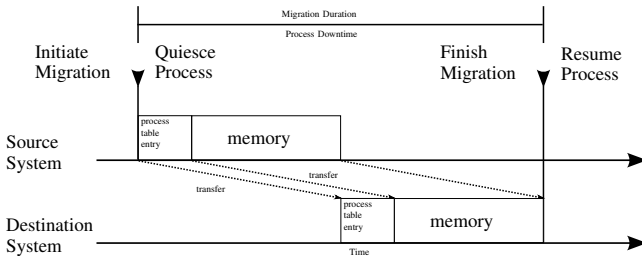 Migration Duration
Process Downtime
Initiate
Migration
Quiesce
Process
Finish
Migration
Resume
Process
process
table
entry
memory
Source
System
transfer
transfer
process
table
entry
memory
Destination
System
Time